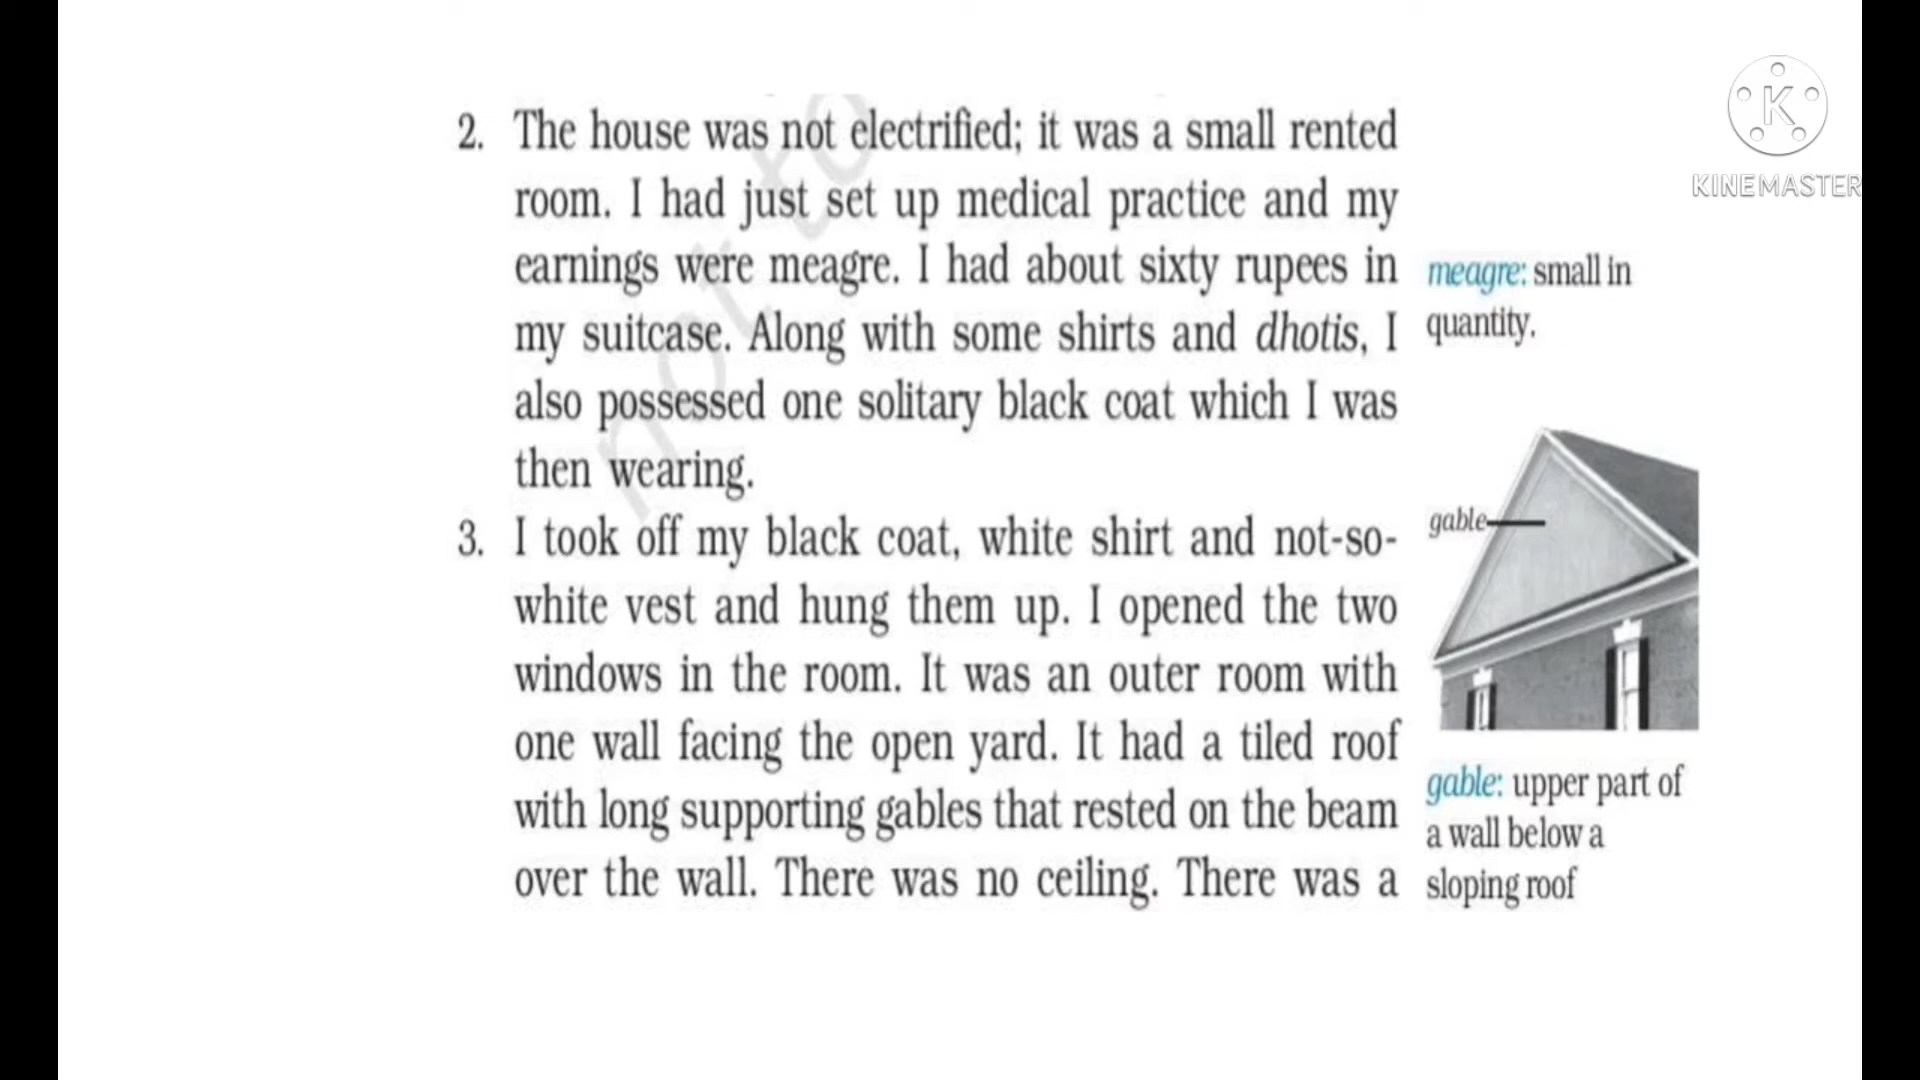 2. The house was not electrified; it was a small rented
room. I had just set up medical practice and my
earnings were meagre. I had about sixty rupees in
my suitcase. Along with some shirts and dhotis, I
also possessed one solitary black coat which I was
then wearing.
3. I took off my black coat, white shirt and not-so-
white vest and hung them up. I opened the two
windows in the room. It was an outer room with
one wall facing the open yard. It had a tiled roof
with long supporting gables that rested on the beam
over the wall. There was no ceiling. There was a
meagre: small in
quantity.
gable
gable: upper part of
a wall below a
sloping roof
not to
K
KINEMASTER